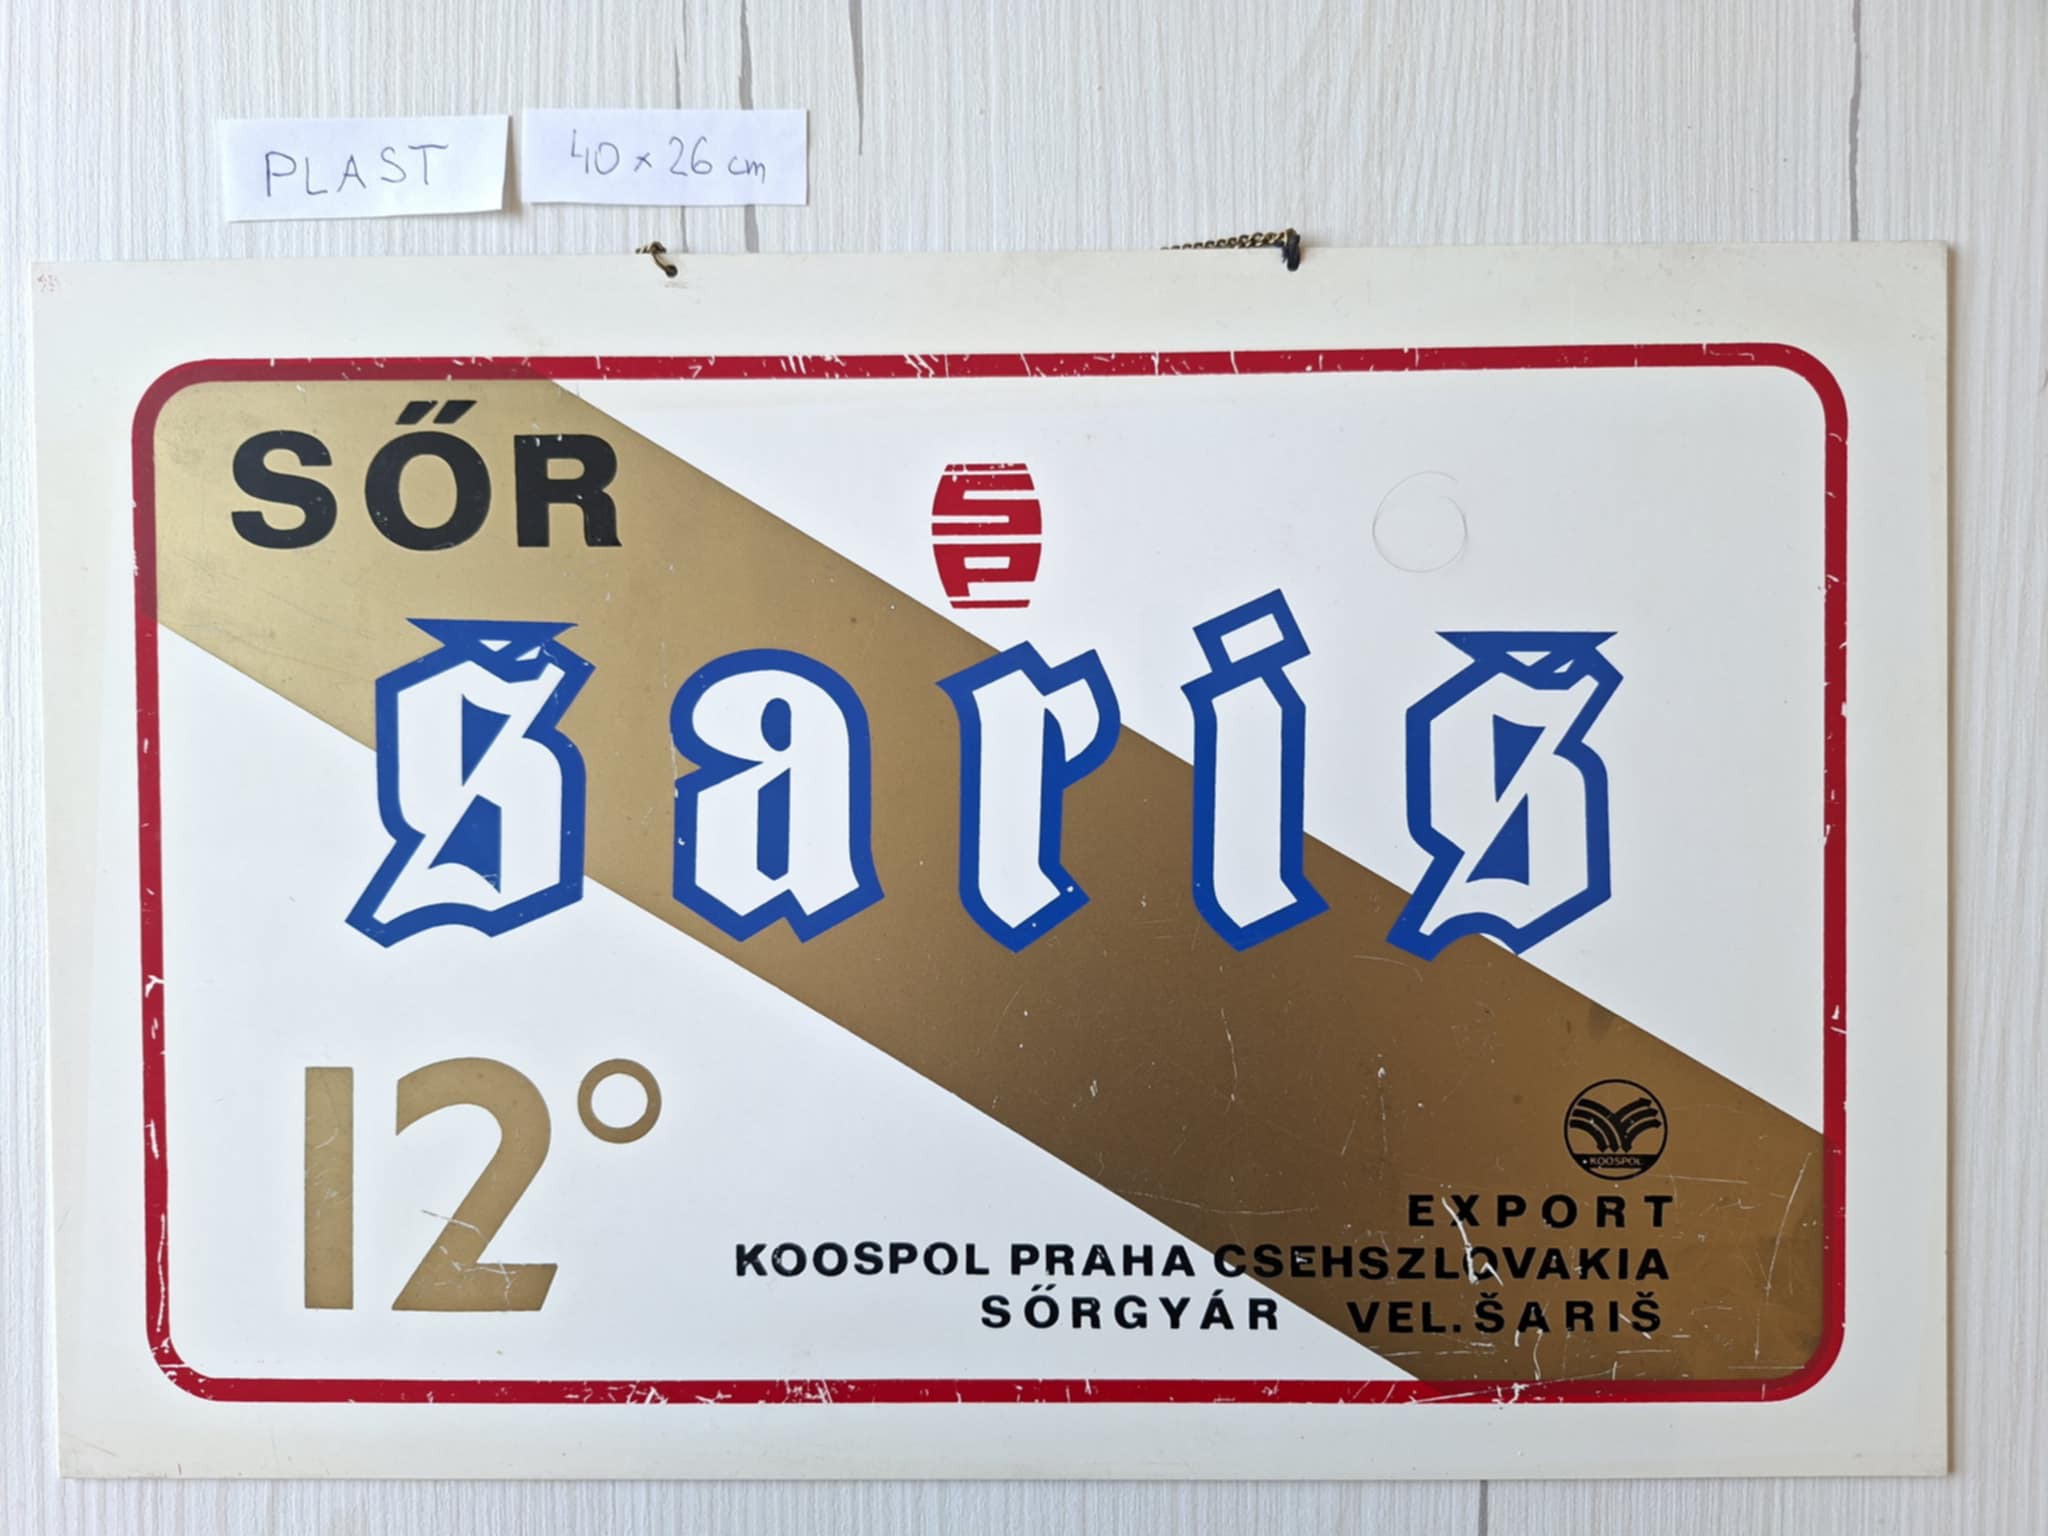 PLAST
40 x 26 cm
SŐR
SP
šariš
12°
KOOSPOL
EXPORT
KOOSPOL PRAHA CSEHSZLOVAKIA
SŐRGYÁR VEL. ŠARIŠ